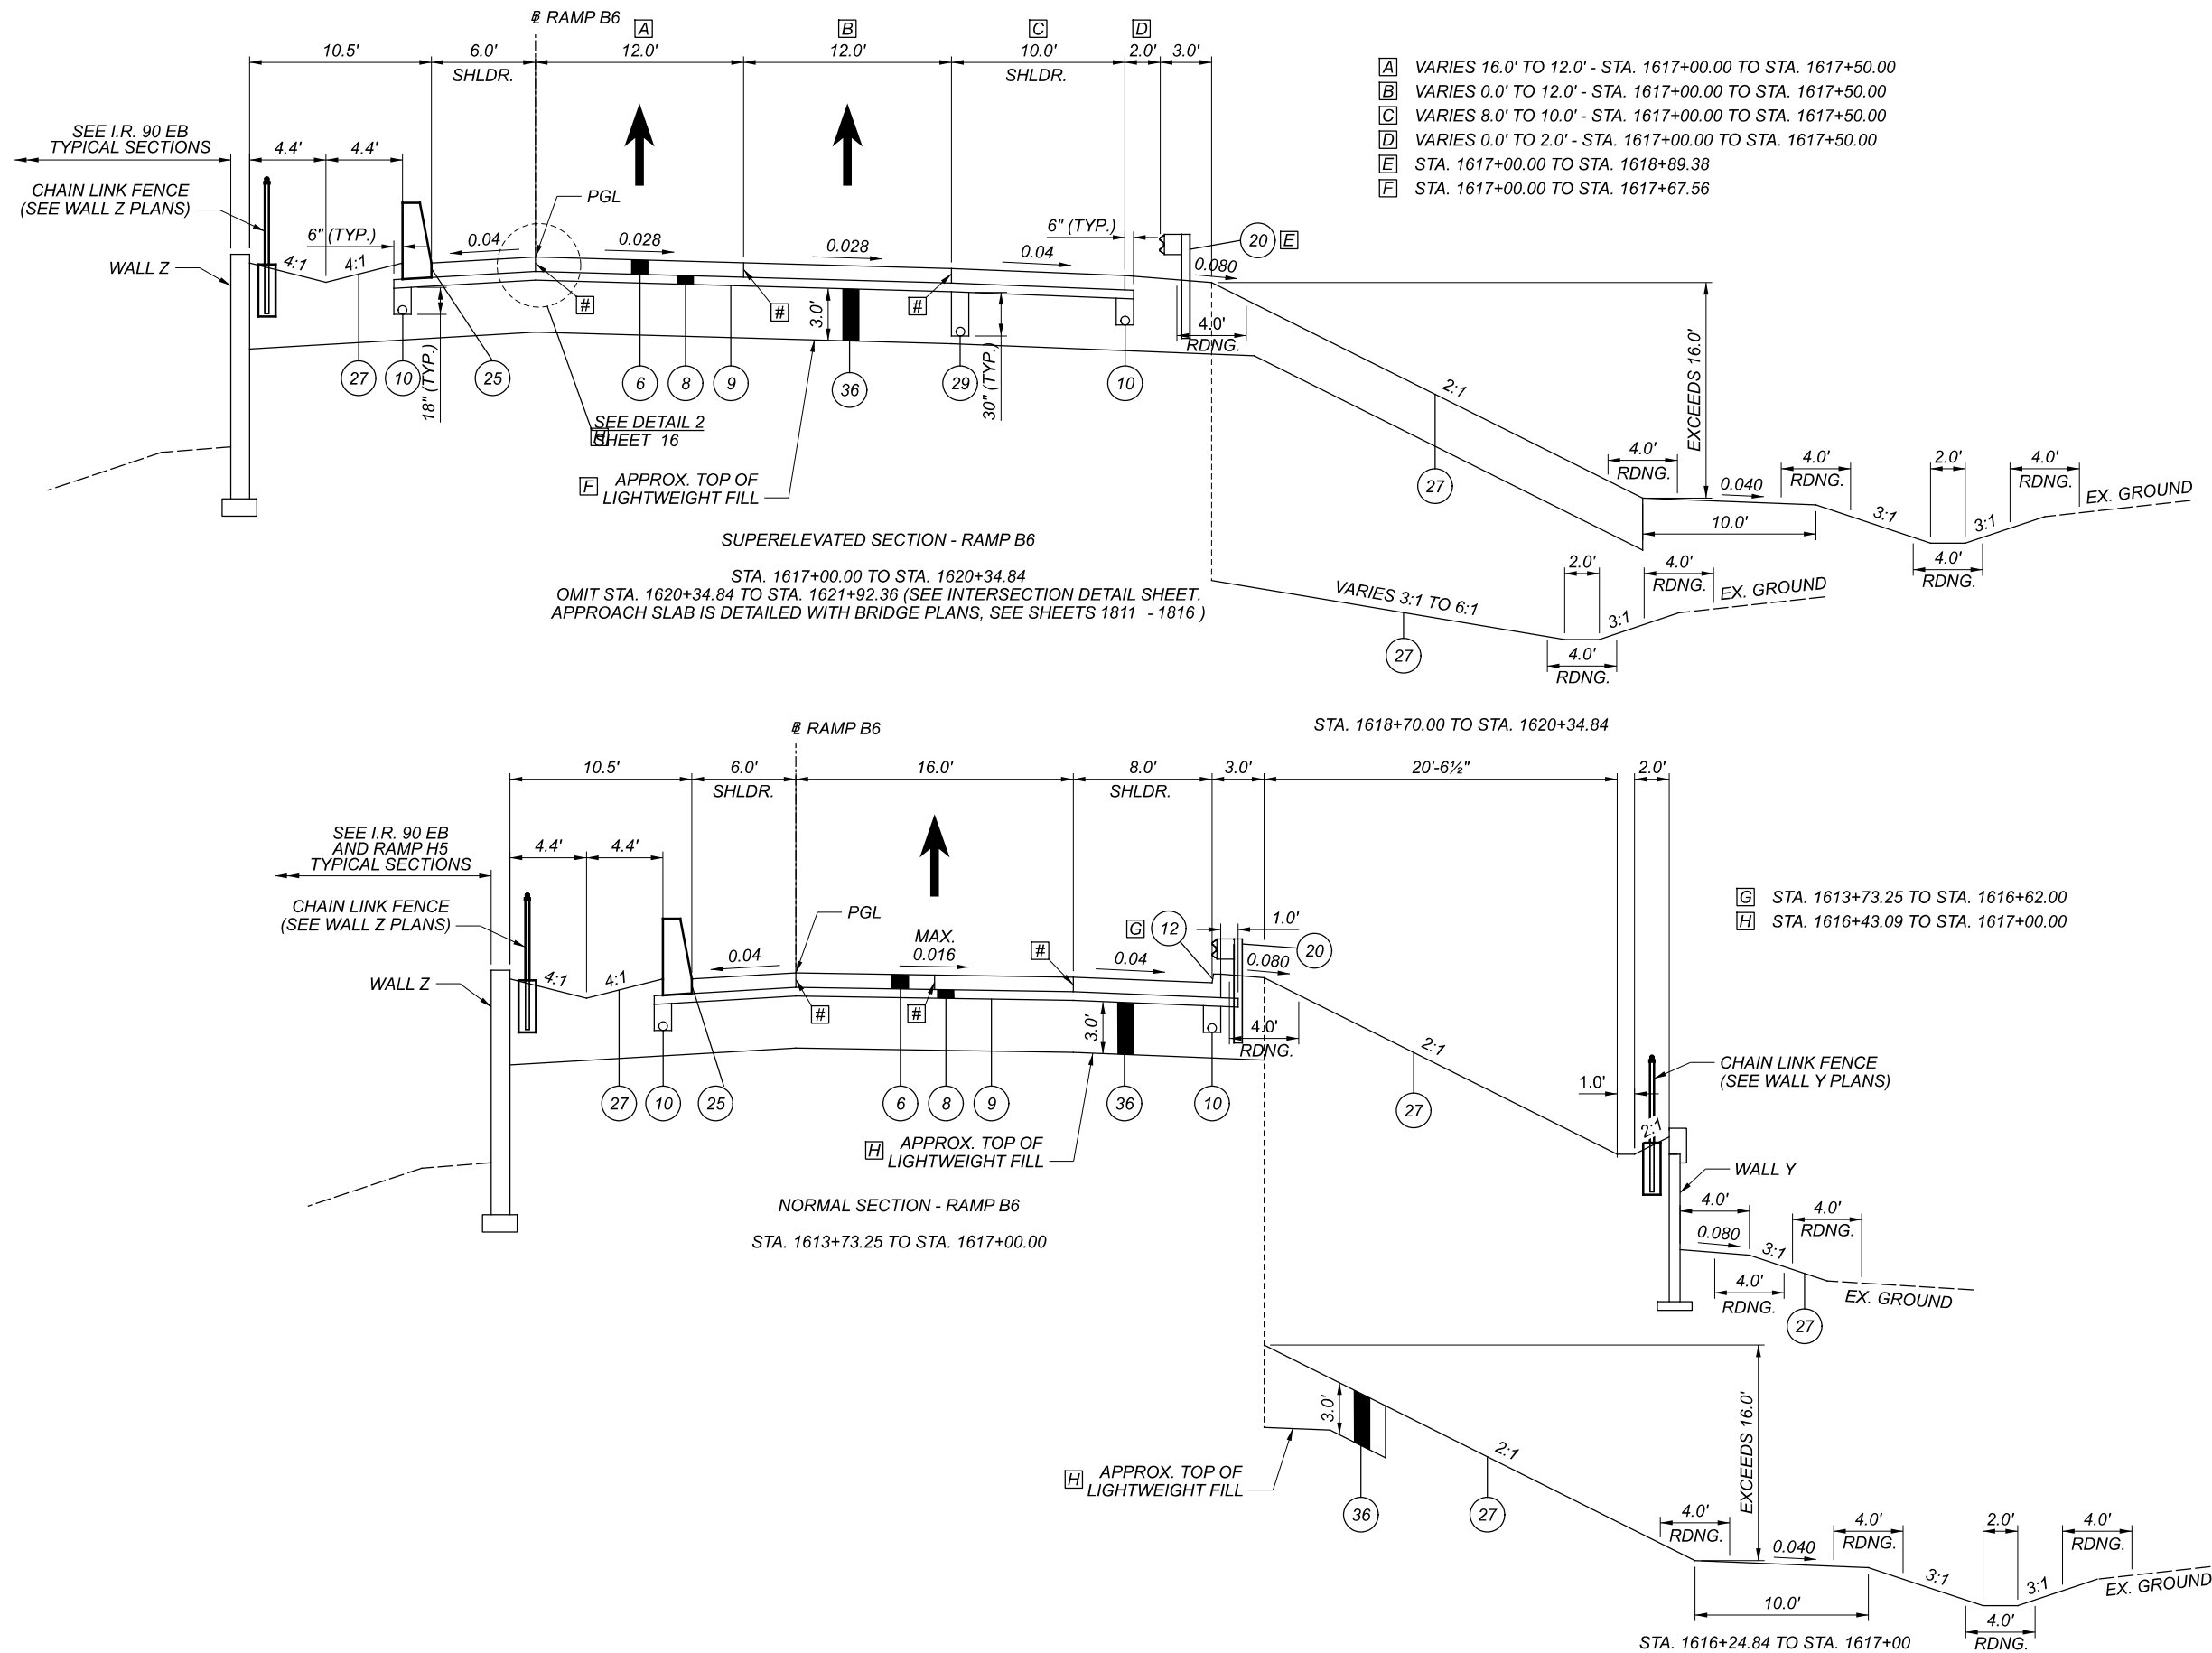 ℄ RAMP B6
A
B
C
D
10.5'
6.0'
12.0'
12.0'
10.0'
2.0'
3.0'
SHLDR.
SHLDR.
A VARIES 16.0' TO 12.0' - STA. 1617+00.00 TO STA. 1617+50.00
B VARIES 0.0' TO 12.0' - STA. 1617+00.00 TO STA. 1617+50.00
C VARIES 8.0' TO 10.0' - STA. 1617+00.00 TO STA. 1617+50.00
D VARIES 0.0' TO 2.0' - STA. 1617+00.00 TO STA. 1617+50.00
E STA. 1617+00.00 TO STA. 1618+89.38
F STA. 1617+00.00 TO STA. 1617+67.56
SEE I.R. 90 EB
TYPICAL SECTIONS
4.4'
4.4'
CHAIN LINK FENCE
(SEE WALL Z PLANS)
PGL
6" (TYP.)
0.04
0.028
0.028
0.04
6" (TYP.)
20
E
0.080
WALL Z
4:1
4:1
#
#
#
3.0'
4.0'
RDNG.
18" (TYP.)
30" (TYP.)
27
10
25
6
8
9
36
29
10
SEE DETAIL 2
SHEET 16
H
F APPROX. TOP OF
LIGHTWEIGHT FILL
2:1
27
EXCEEDS 16.0'
4.0'
RDNG.
0.040
10.0'
4.0'
RDNG.
3:1
2.0'
4.0'
RDNG.
3:1
4.0'
RDNG.
EX. GROUND
SUPERELEVATED SECTION - RAMP B6
STA. 1617+00.00 TO STA. 1620+34.84
OMIT STA. 1620+34.84 TO STA. 1621+92.36 (SEE INTERSECTION DETAIL SHEET.
APPROACH SLAB IS DETAILED WITH BRIDGE PLANS, SEE SHEETS 1811 - 1816 )
VARIES 3:1 TO 6:1
27
2.0'
4.0'
RDNG.
3:1
4.0'
RDNG.
EX. GROUND
STA. 1618+70.00 TO STA. 1620+34.84
℄ RAMP B6
10.5'
6.0'
16.0'
8.0'
3.0'
20'-6½"
2.0'
SHLDR.
SHLDR.
SEE I.R. 90 EB
AND RAMP H5
TYPICAL SECTIONS
4.4'
4.4'
CHAIN LINK FENCE
(SEE WALL Z PLANS)
PGL
G STA. 1613+73.25 TO STA. 1616+62.00
H STA. 1616+43.09 TO STA. 1617+00.00
G
12
1.0'
20
MAX.
0.016
0.04
#
0.04
0.080
WALL Z
4:1
4:1
#
#
3.0'
4.0'
RDNG.
27
10
25
6
8
9
36
10
2:1
27
1.0'
CHAIN LINK FENCE
(SEE WALL Y PLANS)
2:1
H APPROX. TOP OF
LIGHTWEIGHT FILL
WALL Y
4.0'
0.080
3:1
4.0'
RDNG.
4.0'
RDNG.
EX. GROUND
27
NORMAL SECTION - RAMP B6
STA. 1613+73.25 TO STA. 1617+00.00
3.0'
2:1
H APPROX. TOP OF
LIGHTWEIGHT FILL
36
27
EXCEEDS 16.0'
4.0'
RDNG.
0.040
10.0'
4.0'
RDNG.
3:1
2.0'
4.0'
RDNG.
3:1
4.0'
RDNG.
EX. GROUND
STA. 1616+24.84 TO STA. 1617+00